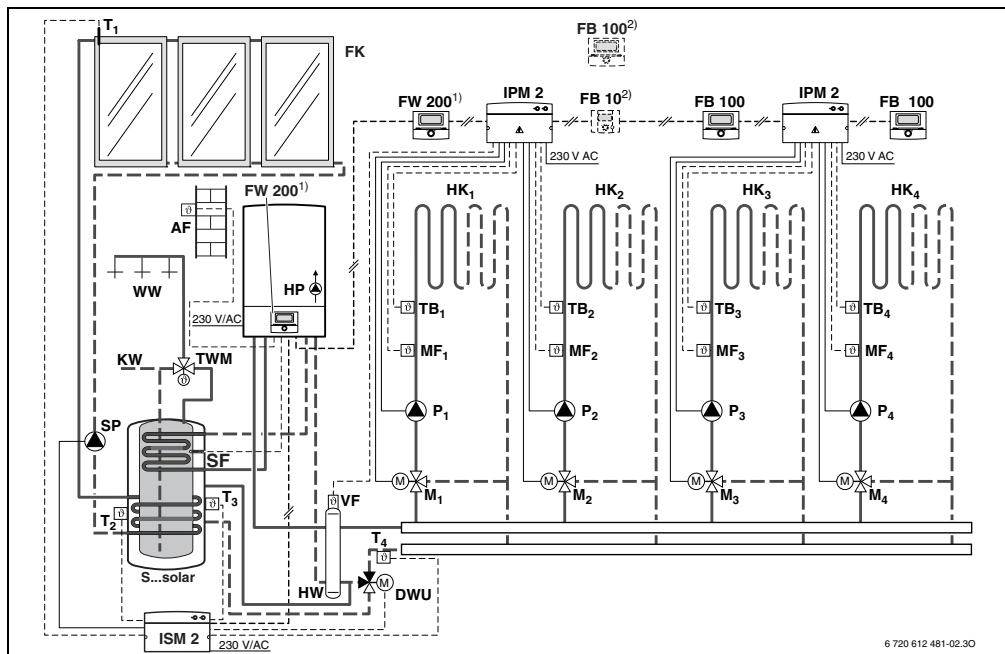 T1
FK
FB 100 2)
FW 200 1)
IPM 2
FB 10 2)
FB 100
IPM 2
FB 100
230 V AC
230 V AC
FW 200 1)
AF
HK1
HK2
HK3
HK4
WW
HP
230 V/AC
TB1
TB2
TB3
TB4
KW
TWM
MF1
MF2
MF3
MF4
SP
P1
P2
P3
P4
SF
M
M1
M
M2
M
M3
M
M4
T2
T3
VF
T4
S...solar
HW
M
DWU
ISM 2
230 V/AC
6 720 612 481-02.3O